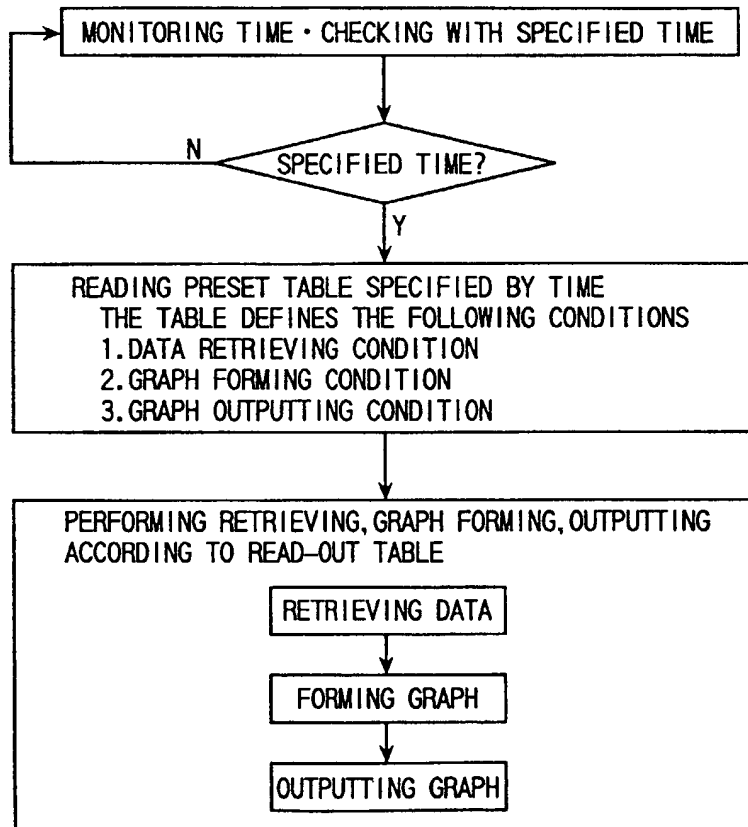 MONITORING TIME・CHECKING WITH SPECIFIED TIME
N
SPECIFIED TIME?
Y
READING PRESET TABLE SPECIFIED BY TIME
THE TABLE DEFINES THE FOLLOWING CONDITIONS
1.DATA RETRIEVING CONDITION
2.GRAPH FORMING CONDITION
3.GRAPH OUTPUTTING CONDITION
PERFORMING RETRIEVING,GRAPH FORMING,OUTPUTTING
ACCORDING TO READ-OUT TABLE
RETRIEVING DATA
FORMING GRAPH
OUTPUTTING GRAPH